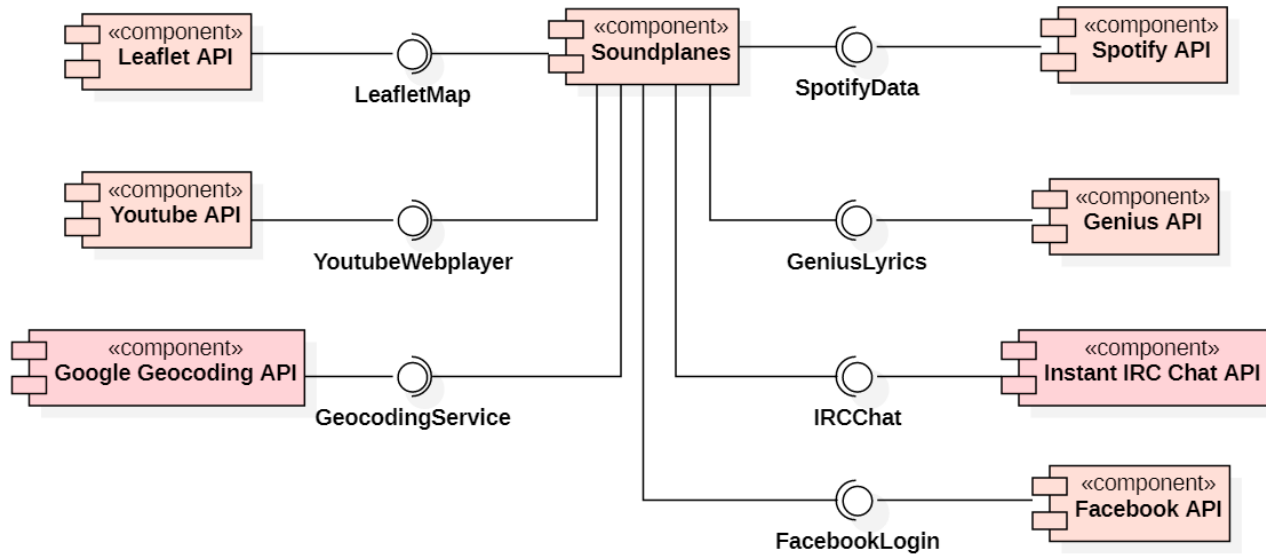 «component»
Leaflet API
LeafletMap
«component»
Soundplanes
SpotifyData
«component»
Spotify API
«component»
Youtube API
YoutubeWebplayer
GeniusLyrics
«component»
Genius API
«component»
Google Geocoding API
GeocodingService
IRCChat
«component»
Instant IRC Chat API
FacebookLogin
«component»
Facebook API